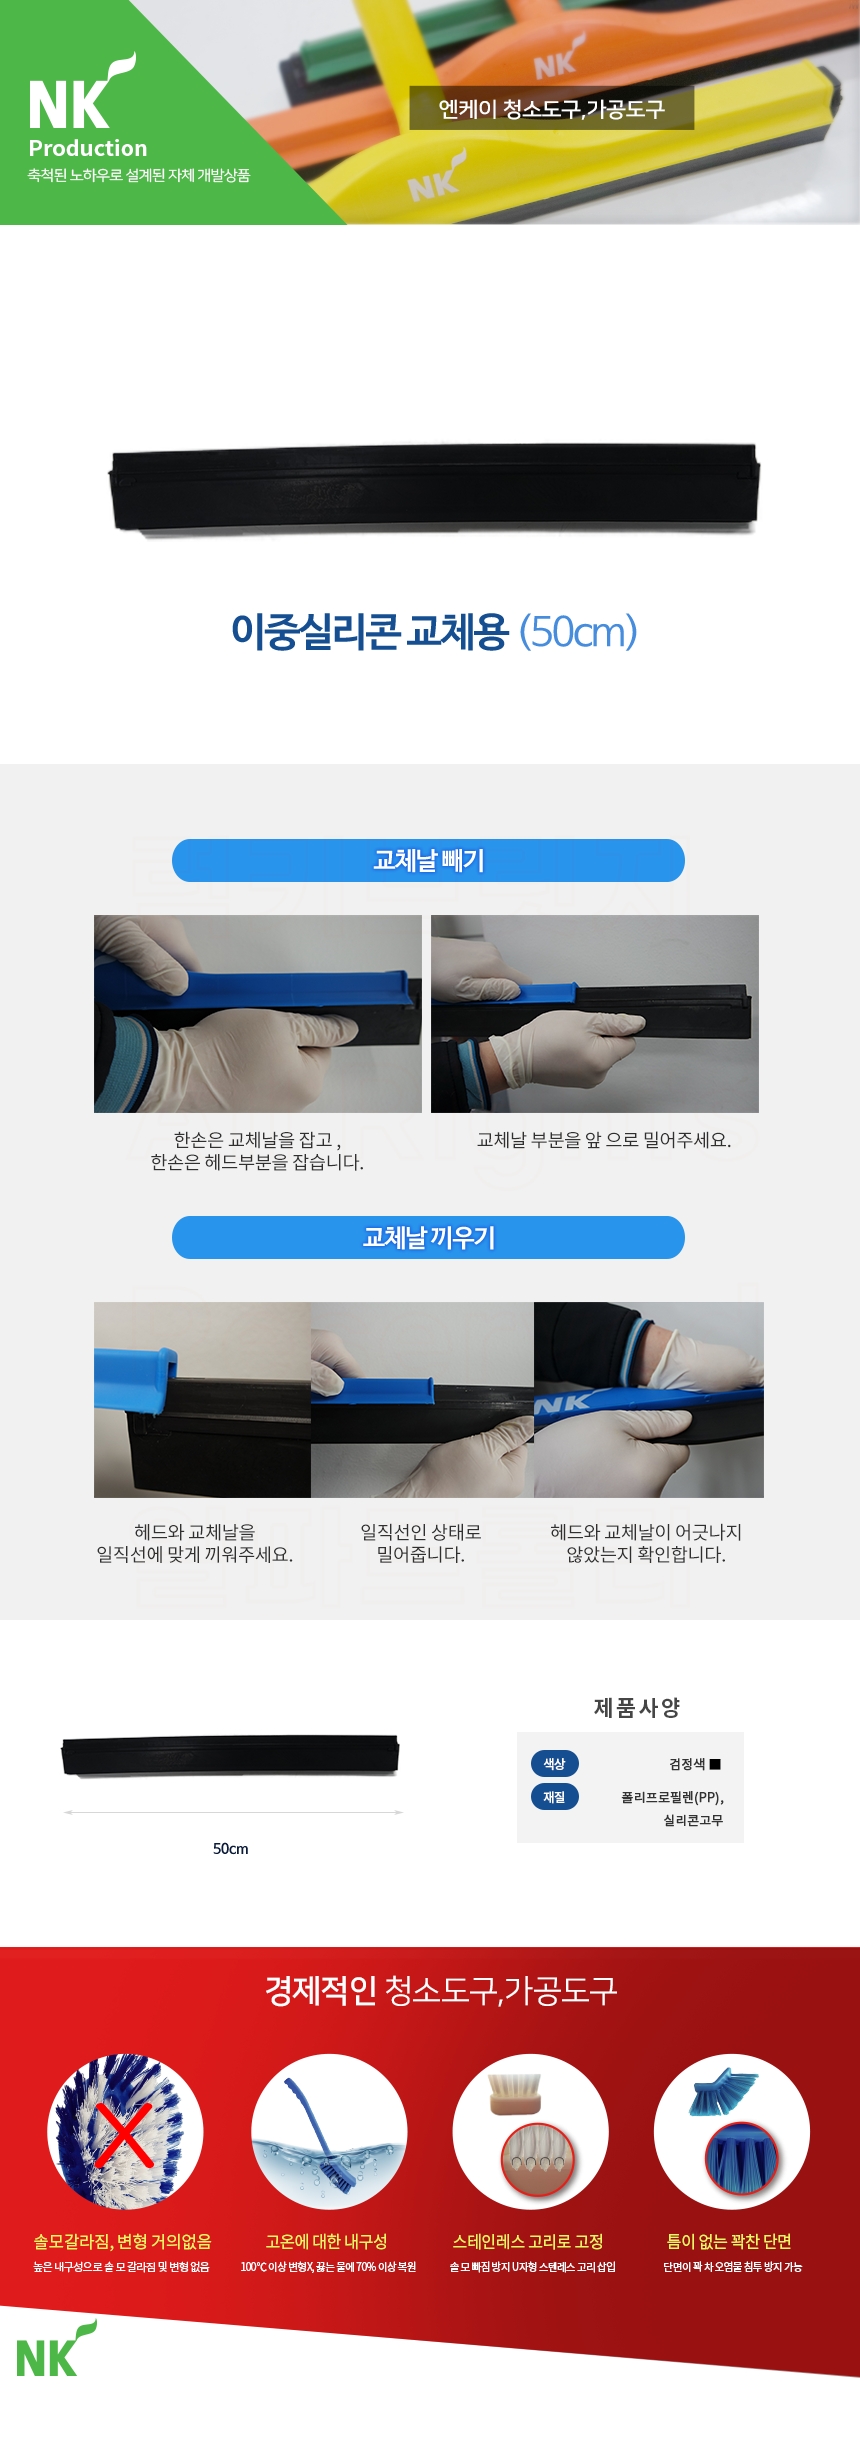 NK
Production
축척된 노하우로 설계된 자체 개발상품
NK
엔케이 청소도구,가공도구
NK
이중실리콘 교체용 (50cm)
교체날 빼기
한손은 교체날을 잡고 ,
한손은 헤드부분을 잡습니다.
교체날 부분을 앞 으로 밀어주세요.
교체날 끼우기
NK
헤드와 교체날을
일직선에 맞게 끼워주세요.
일직선인 상태로
밀어줍니다.
헤드와 교체날이 어긋나지
않았는지 확인합니다.
50cm
제품사양
색상 검정색 ■
재질 폴리프로필렌(PP),
실리콘고무
경제적인 청소도구,가공도구
X
솔모갈라짐, 변형 거의없음
높은 내구성으로 솔 모 갈라짐 및 변형 없음
고온에 대한 내구성
100℃ 이상 변형X, 끓는 물에 70% 이상 복원
스테인레스 고리로 고정
솔 모 빠짐 방지 U자형 스텐레스 고리 삽입
틈이 없는 꽉찬 단면
단면이 꽉 차 오염물 침투 방지 가능
NK